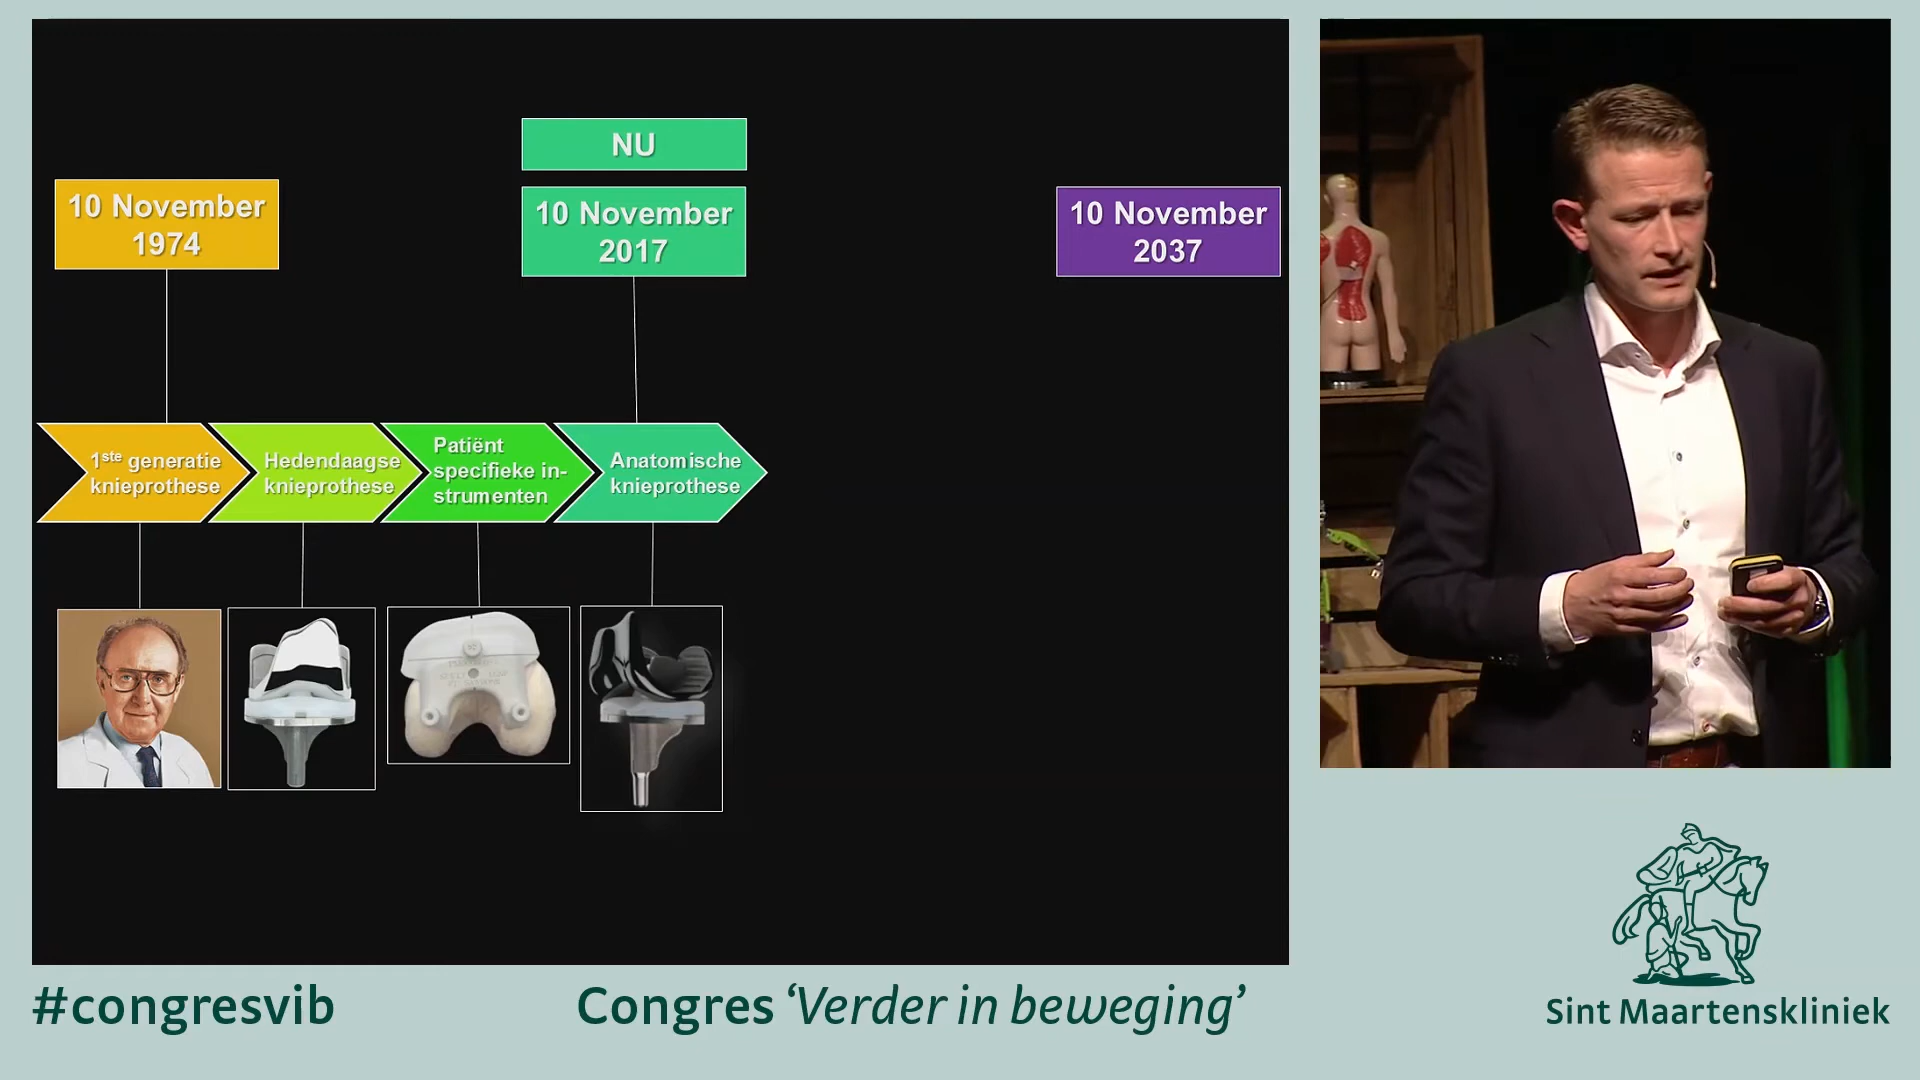 NU
10 November
1974
10 November
2017
10 November
2037
1ste generatie
knieprothese
Hedendaagse
knieprothese
Patiënt
specifieke in-
strumenten
Anatomische
knieprothese
#congresvib
Congres ‘Verder in beweging’
Sint Maartenskliniek